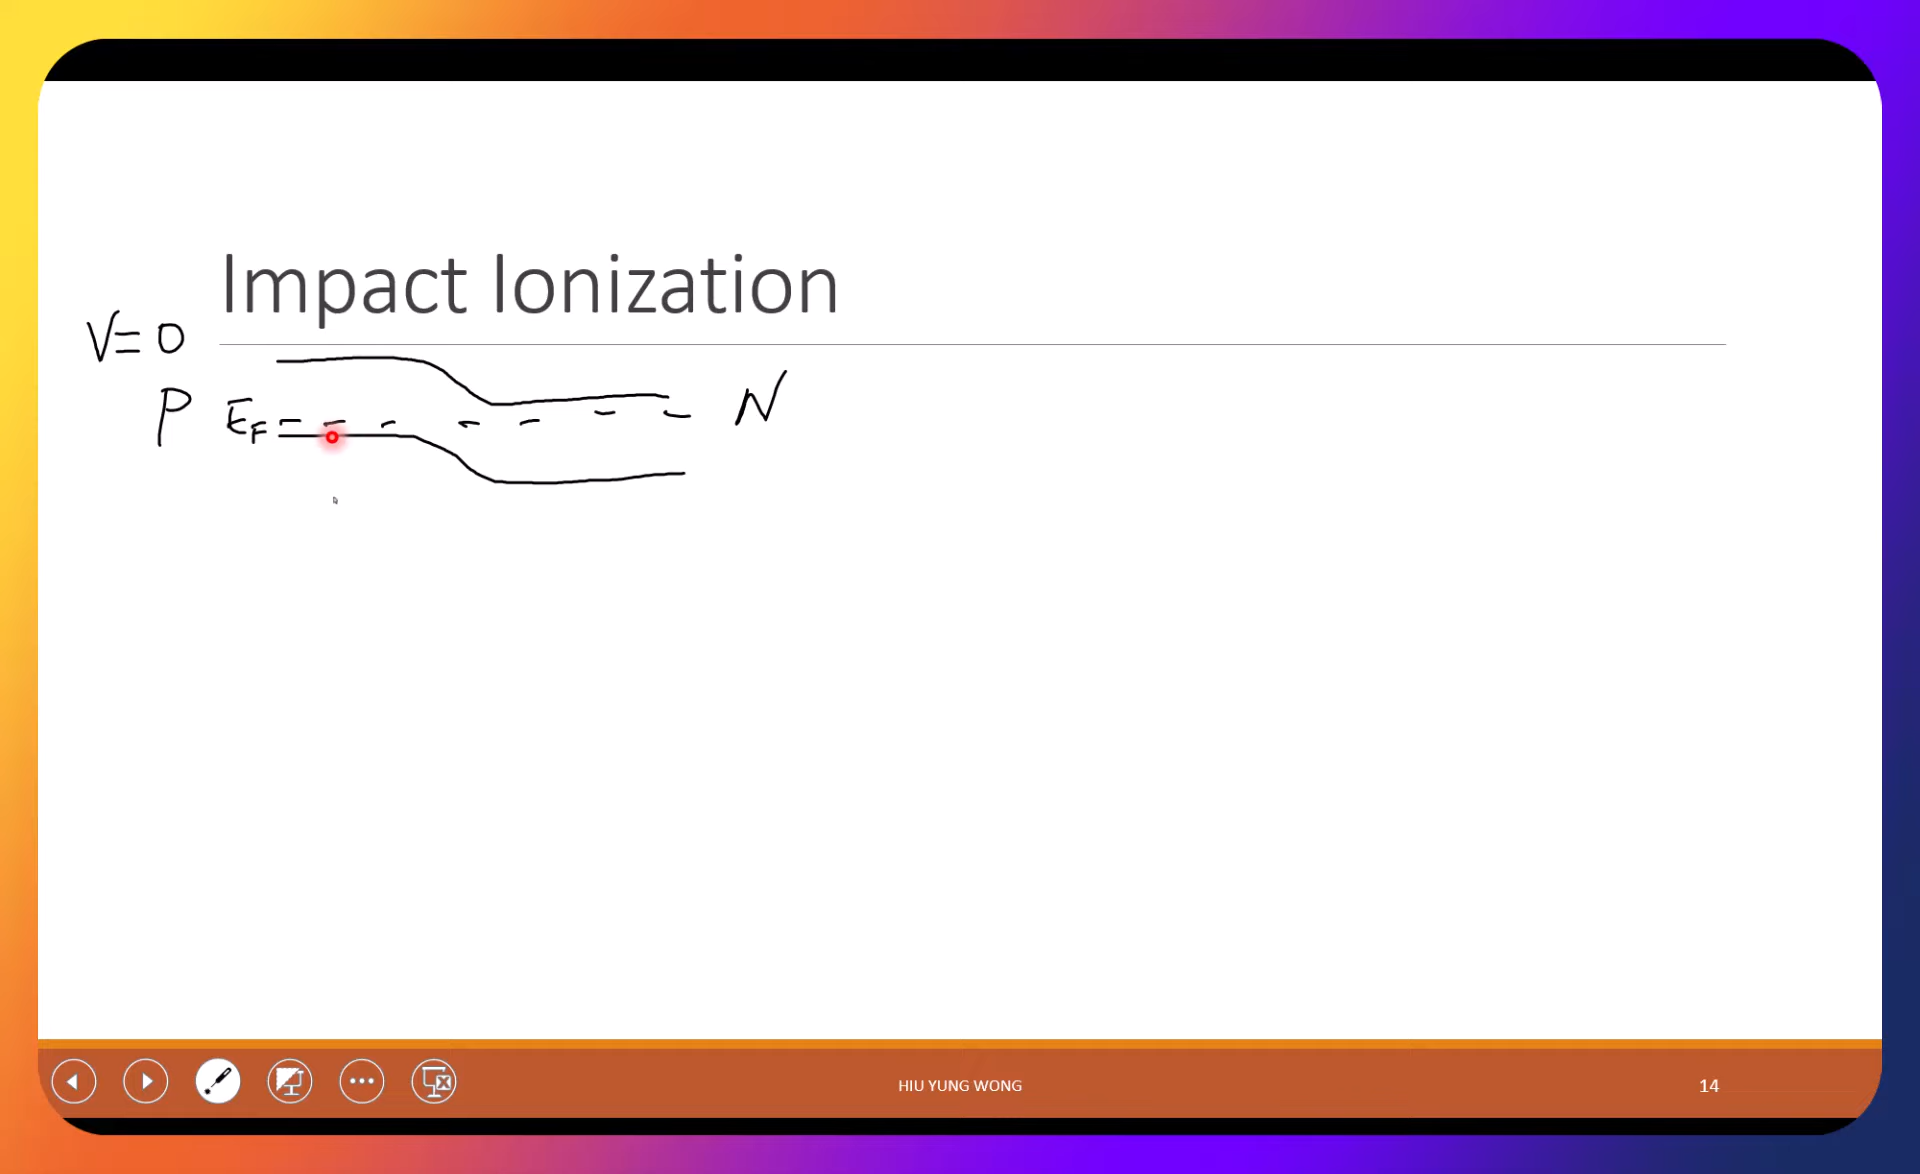 Impact Ionization
V=0
P E_F N
HIU YUNG WONG
14